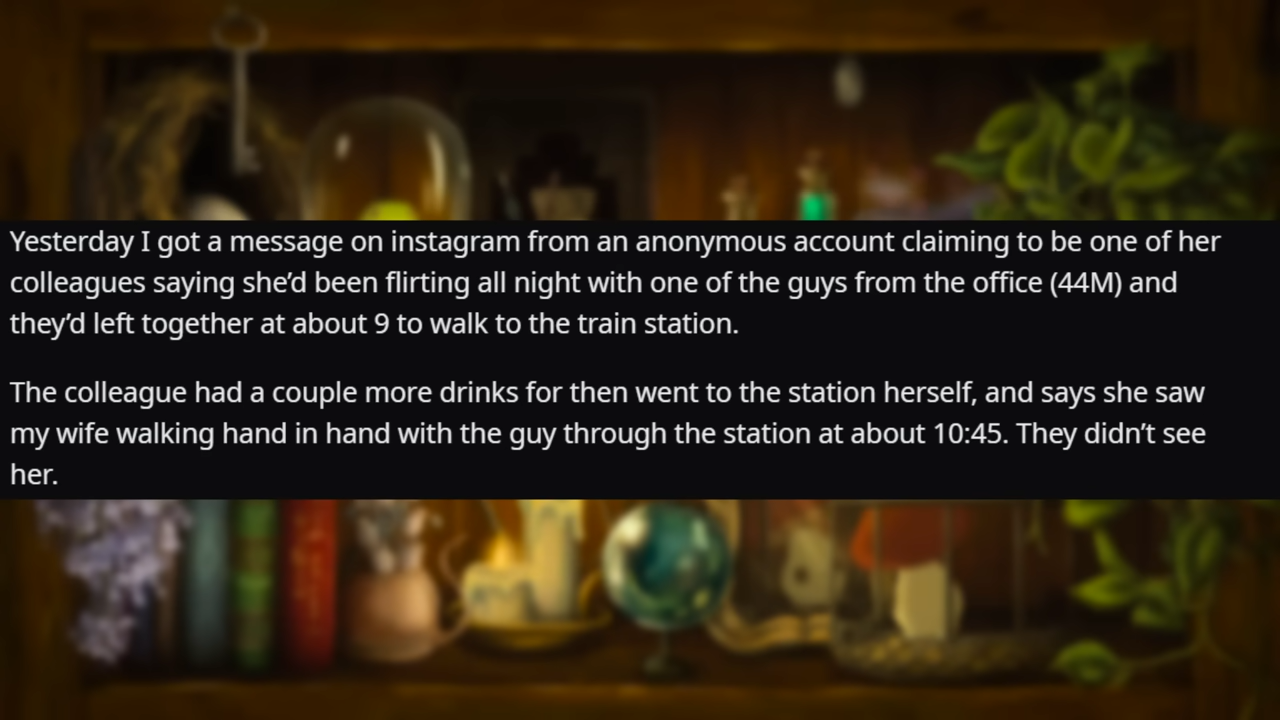 Yesterday I got a message on instagram from an anonymous account claiming to be one of her
colleagues saying she’d been flirting all night with one of the guys from the office (44M) and
they’d left together at about 9 to walk to the train station.
The colleague had a couple more drinks for then went to the station herself, and says she saw
my wife walking hand in hand with the guy through the station at about 10:45. They didn’t see
her.